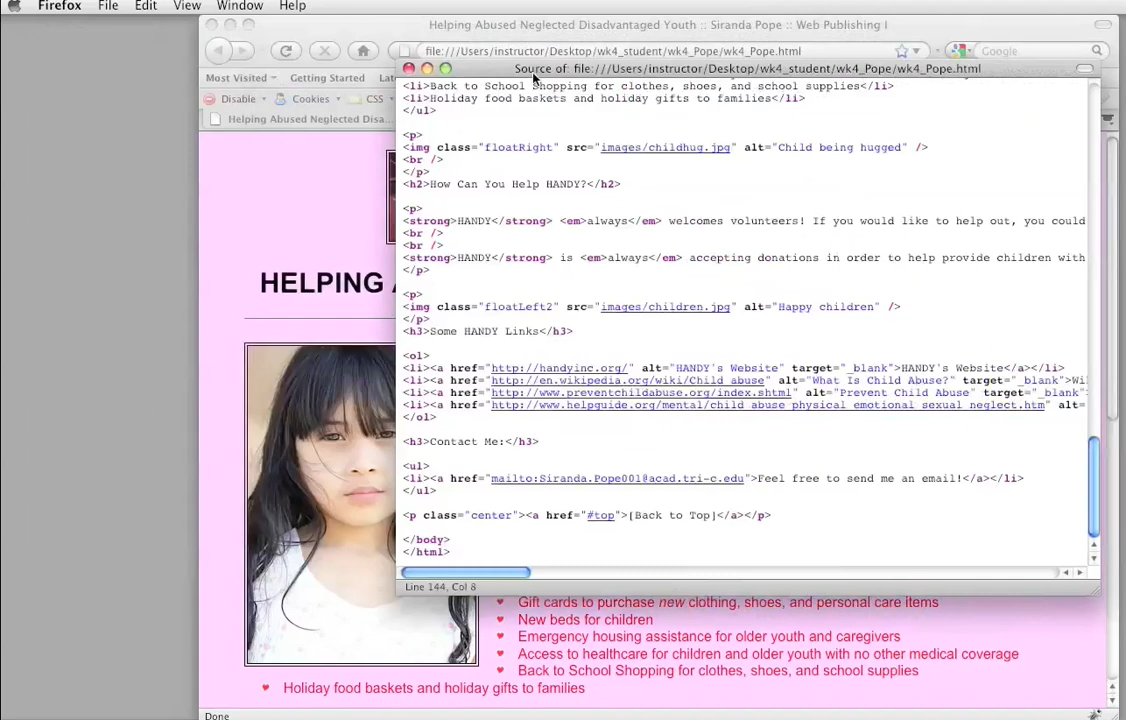 Firefox File Edit View Window Help
Helping Abused Neglected Disadvantaged Youth :: Siranda Pope :: Web Publishing I
file:///Users/instructor/Desktop/wk4_student/wk4_Pope/wk4_Pope.html
Google
Most Visited Getting Started Lat
Disable Cookies CSS
Helping Abused Neglected Disa...
Source of: file:///Users/instructor/Desktop/wk4_student/wk4_Pope/wk4_Pope.html
<li>Back to School Shopping for clothes, shoes, and school supplies</li>
<li>Holiday food baskets and holiday gifts to families</li>
</ul>
<p>
<img class="floatRight" src="images/childhug.jpg" alt="Child being hugged" />
<br />
</p>
<h2>How Can You Help HANDY?</h2>
<p>
<strong>HANDY</strong> <em>always</em> welcomes volunteers! If you would like to help out, you could
<br />
<br />
<strong>HANDY</strong> is <em>always</em> accepting donations in order to help provide children with
</p>
<p>
<img class="floatLeft2" src="images/children.jpg" alt="Happy children" />
</p>
<h3>Some HANDY Links</h3>
<ol>
<li><a href="http://handyinc.org/" alt="HANDY's Website" target="_blank">HANDY's Website</a></li>
<li><a href="http://en.wikipedia.org/wiki/Child_abuse" alt="What Is Child Abuse?" target="_blank">Wi
<li><a href="http://www.preventchildabuse.org/index.shtml" alt="Prevent Child Abuse" target="_blank"
<li><a href="http://www.helpguide.org/mental/child_abuse_physical_emotional_sexual_neglect.htm" alt=
</ol>
<h3>Contact Me:</h3>
<ul>
<li><a href="mailto:Siranda.Pope001@acad.tri-c.edu">Feel free to send me an email!</a></li>
</ul>
<p class="center"><a href="#top">[Back to Top]</a></p>
</body>
</html>
Line 144, Col 8
HELPING
Gift cards to purchase new clothing, shoes, and personal care items
New beds for children
Emergency housing assistance for older youth and caregivers
Access to healthcare for children and older youth with no other medical coverage
Back to School Shopping for clothes, shoes, and school supplies
Holiday food baskets and holiday gifts to families
Done